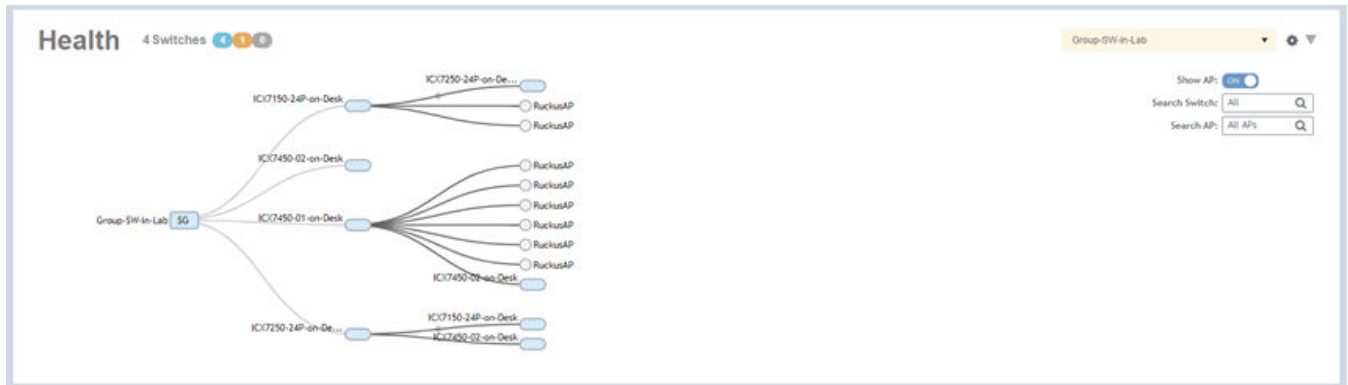 Health 4 Switches 4 1 0
Group-SW-in-Lab
Show AP: ON
Search Switch: All
Search AP: All APs
ICX7250-24P-on-De...
ICX7150-24P-on-Desk
RuckusAP
RuckusAP
ICX7450-02-on-Desk
RuckusAP
RuckusAP
RuckusAP
Group-SW-in-Lab SG
ICX7450-01-on-Desk
RuckusAP
RuckusAP
RuckusAP
ICX7450-02-on-Desk
ICX7150-24P-on-Desk
ICX7250-24P-on-De...
ICX7450-02-on-Desk